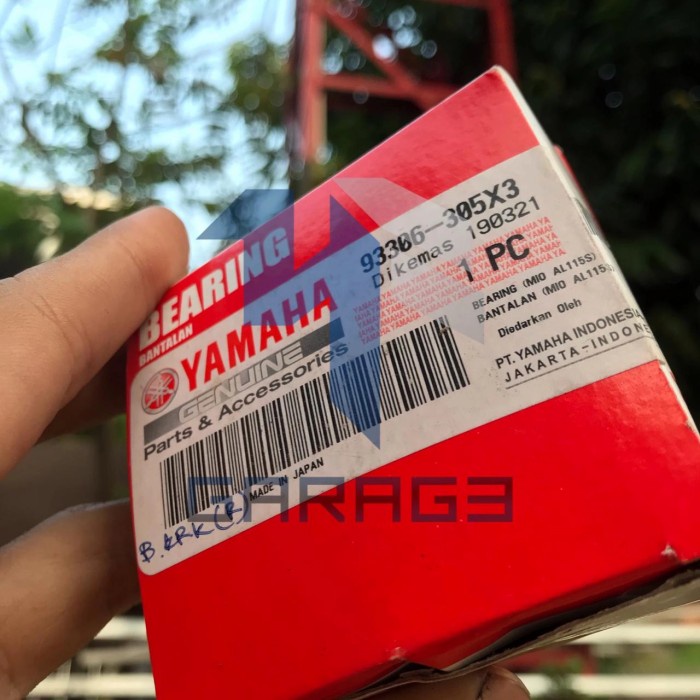 BEARING
BANTALAN
YAMAHA
GENUINE
Parts & Accessories
93306-305X3
Dikemas 190321
1 PC
BEARING (MIO AL115S)
BANTALAN (MIO AL115S)
Diedarkan Oleh
PT. YAMAHA INDONESIA
JAKARTA-INDONE
MADE IN JAPAN
B. KRK (R)
GARAG3